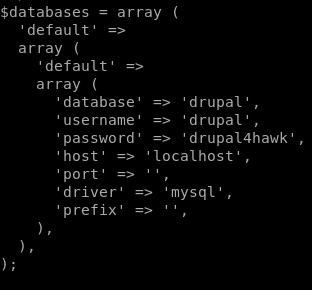 $databases = array (
  'default' =>
  array (
    'default' =>
    array (
      'database' => 'drupal',
      'username' => 'drupal',
      'password' => 'drupal4hawk',
      'host' => 'localhost',
      'port' => '',
      'driver' => 'mysql',
      'prefix' => '',
    ),
  ),
);